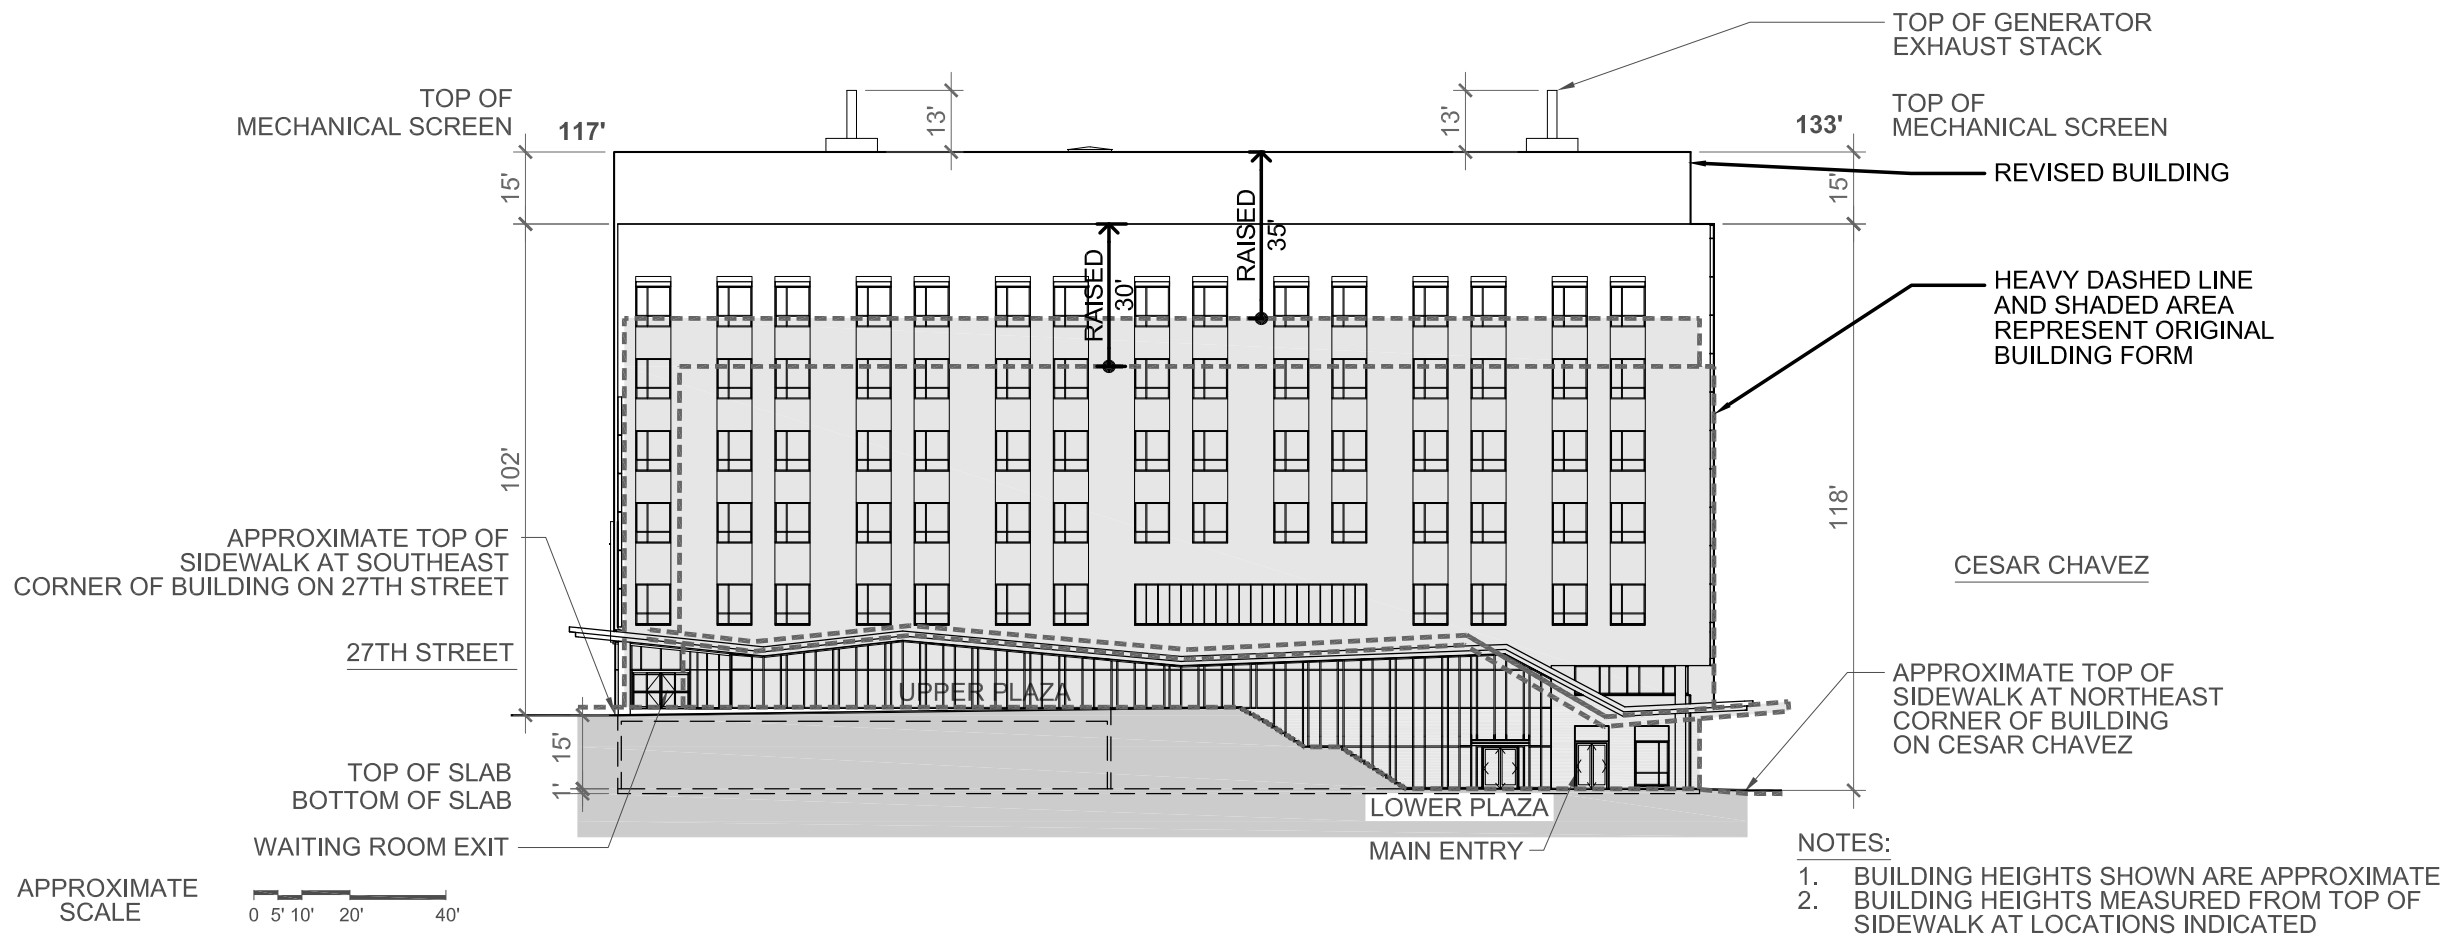 TOP OF GENERATOR
EXHAUST STACK
TOP OF
MECHANICAL SCREEN
117'
13'
13'
133'
TOP OF
MECHANICAL SCREEN
15'
15'
REVISED BUILDING
RAISED
35'
RAISED
30'
HEAVY DASHED LINE
AND SHADED AREA
REPRESENT ORIGINAL
BUILDING FORM
102'
118'
APPROXIMATE TOP OF
SIDEWALK AT SOUTHEAST
CORNER OF BUILDING ON 27TH STREET
CESAR CHAVEZ
27TH STREET
UPPER PLAZA
APPROXIMATE TOP OF
SIDEWALK AT NORTHEAST
CORNER OF BUILDING
ON CESAR CHAVEZ
15'
1'
TOP OF SLAB
BOTTOM OF SLAB
LOWER PLAZA
WAITING ROOM EXIT
MAIN ENTRY
NOTES:
1. BUILDING HEIGHTS SHOWN ARE APPROXIMATE
2. BUILDING HEIGHTS MEASURED FROM TOP OF
SIDEWALK AT LOCATIONS INDICATED
APPROXIMATE
SCALE
0 5' 10' 20' 40'